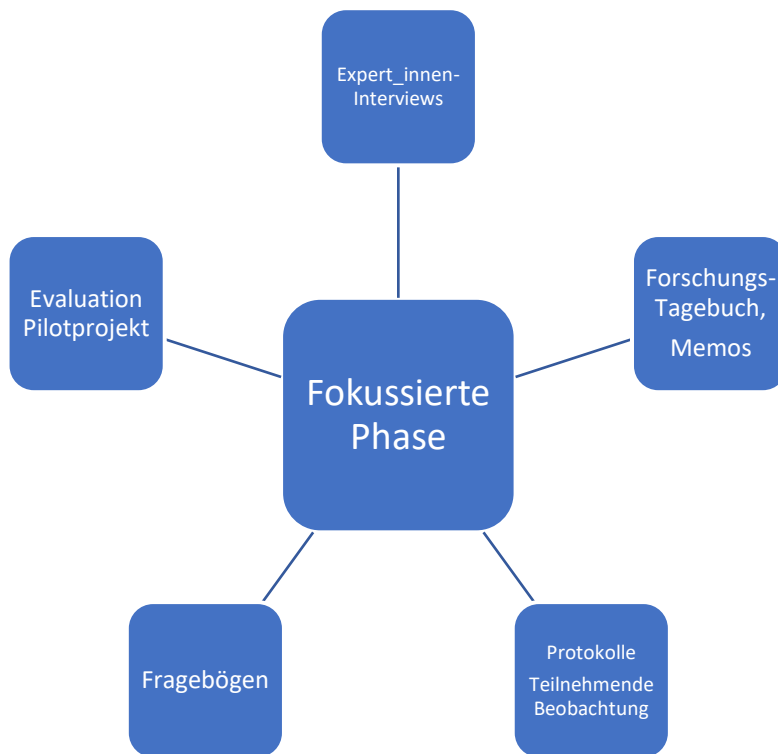 Expert_innen-
Interviews
Evaluation
Pilotprojekt
Forschungs-
Tagebuch,
Memos
Fokussierte
Phase
Fragebögen
Protokolle
Teilnehmende
Beobachtung